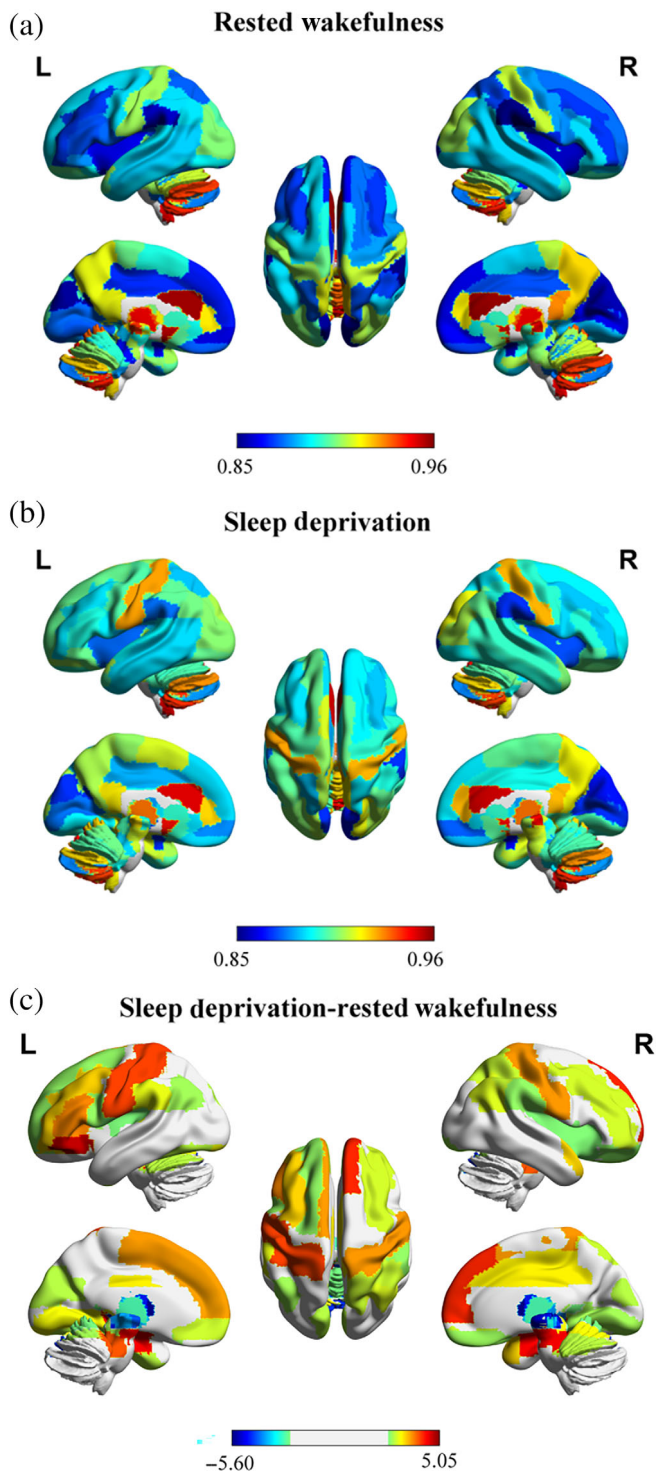 (a)
Rested wakefulness
L R
0.85 0.96
(b)
Sleep deprivation
L R
0.85 0.96
(c)
Sleep deprivation-rested wakefulness
L R
−5.60 5.05